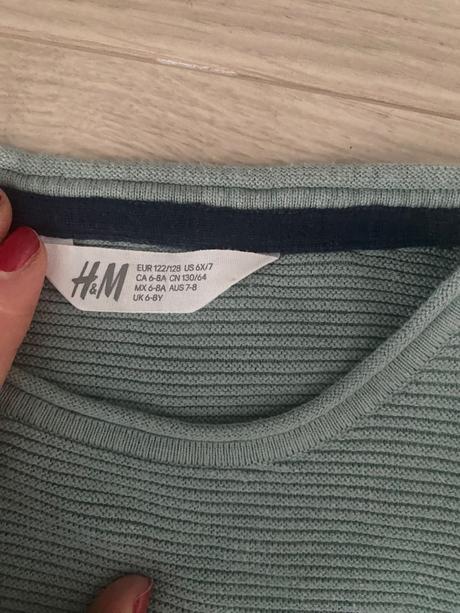 H&M
EUR 122/128 US 6X/7
CA 6-8A CN 130/64
MX 6-8A AUS 7-8
UK 6-8Y